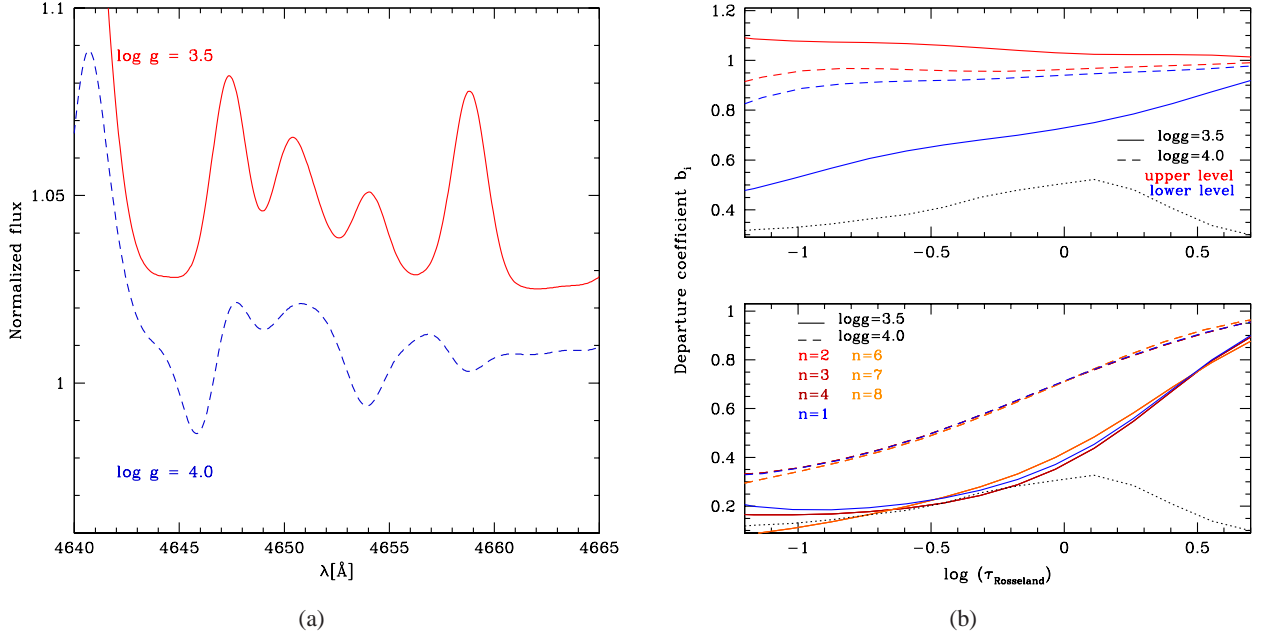 Normalized flux
1.1
1.05
1
log g = 3.5
log g = 4.0
4640 4645 4650 4655 4660 4665
λ[Å]
(a)
Departure coefficient b_i
1.2
1
0.8
0.6
0.4
logg=3.5
logg=4.0
upper level
lower level
-1 -0.5 0 0.5
1
0.8
0.6
0.4
0.2
logg=3.5
logg=4.0
n=2 n=6
n=3 n=7
n=4 n=8
n=1
-1 -0.5 0 0.5
log (τ_Rosseland)
(b)